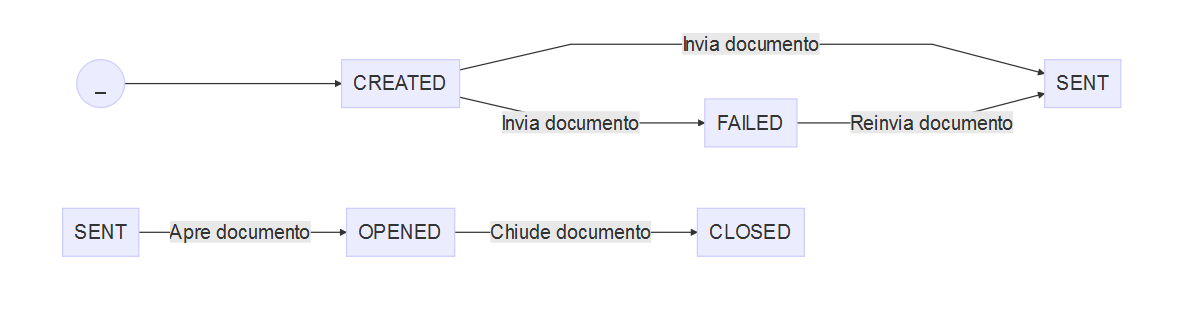 Invia documento
_
CREATED
SENT
Invia documento
FAILED
Reinvia documento
SENT
Apre documento
OPENED
Chiude documento
CLOSED